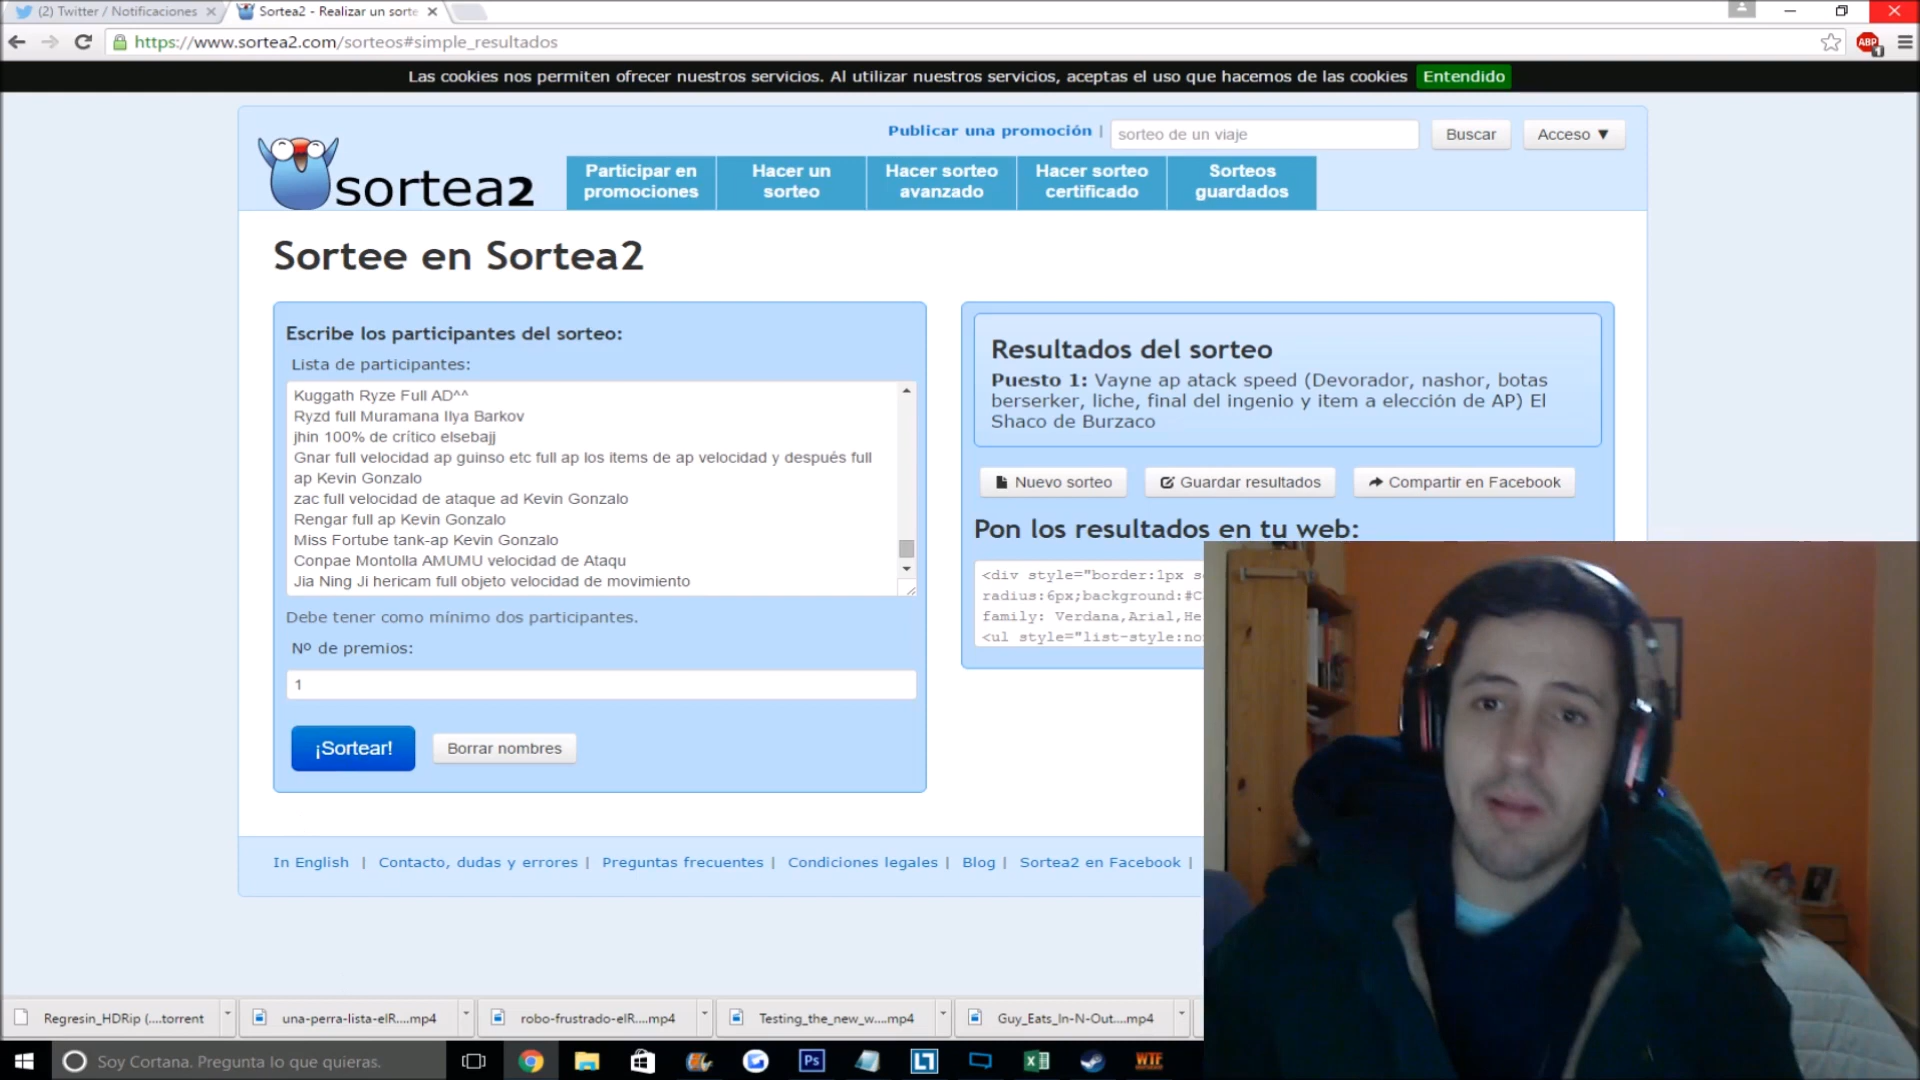 (2) Twitter / Notificaciones
Sortea2 - Realizar un sorte
https://www.sortea2.com/sorteos#simple_resultados
ABP
1
Las cookies nos permiten ofrecer nuestros servicios. Al utilizar nuestros servicios, aceptas el uso que hacemos de las cookies Entendido
Publicar una promoción |
sorteo de un viaje
Buscar
Acceso ▼
sortea2
Participar en promociones
Hacer un sorteo
Hacer sorteo avanzado
Hacer sorteo certificado
Sorteos guardados
Sortee en Sortea2
Escribe los participantes del sorteo:
Lista de participantes:
Kuggath Ryze Full AD^^
Ryzd full Muramana Ilya Barkov
jhin 100% de crítico elsebajj
Gnar full velocidad ap guinso etc full ap los items de ap velocidad y después full
ap Kevin Gonzalo
zac full velocidad de ataque ad Kevin Gonzalo
Rengar full ap Kevin Gonzalo
Miss Fortube tank-ap Kevin Gonzalo
Conpae Montolla AMUMU velocidad de Ataqu
Jia Ning Ji hericam full objeto velocidad de movimiento
Debe tener como mínimo dos participantes.
Nº de premios:
1
¡Sortear!
Borrar nombres
Resultados del sorteo
Puesto 1: Vayne ap atack speed (Devorador, nashor, botas
berserker, liche, final del ingenio y item a elección de AP) El
Shaco de Burzaco
Nuevo sorteo
Guardar resultados
Compartir en Facebook
Pon los resultados en tu web:
<div style="border:1px s
radius:6px;background:#C
family: Verdana,Arial,He
<ul style="list-style:no
In English | Contacto, dudas y errores | Preguntas frecuentes | Condiciones legales | Blog | Sortea2 en Facebook |
Regresin_HDRip (....torrent
una-perra-lista-elR....mp4
robo-frustrado-elR....mp4
Testing_the_new_w....mp4
Guy_Eats_In-N-Out....mp4
Soy Cortana. Pregunta lo que quieras.
Ps
WTF